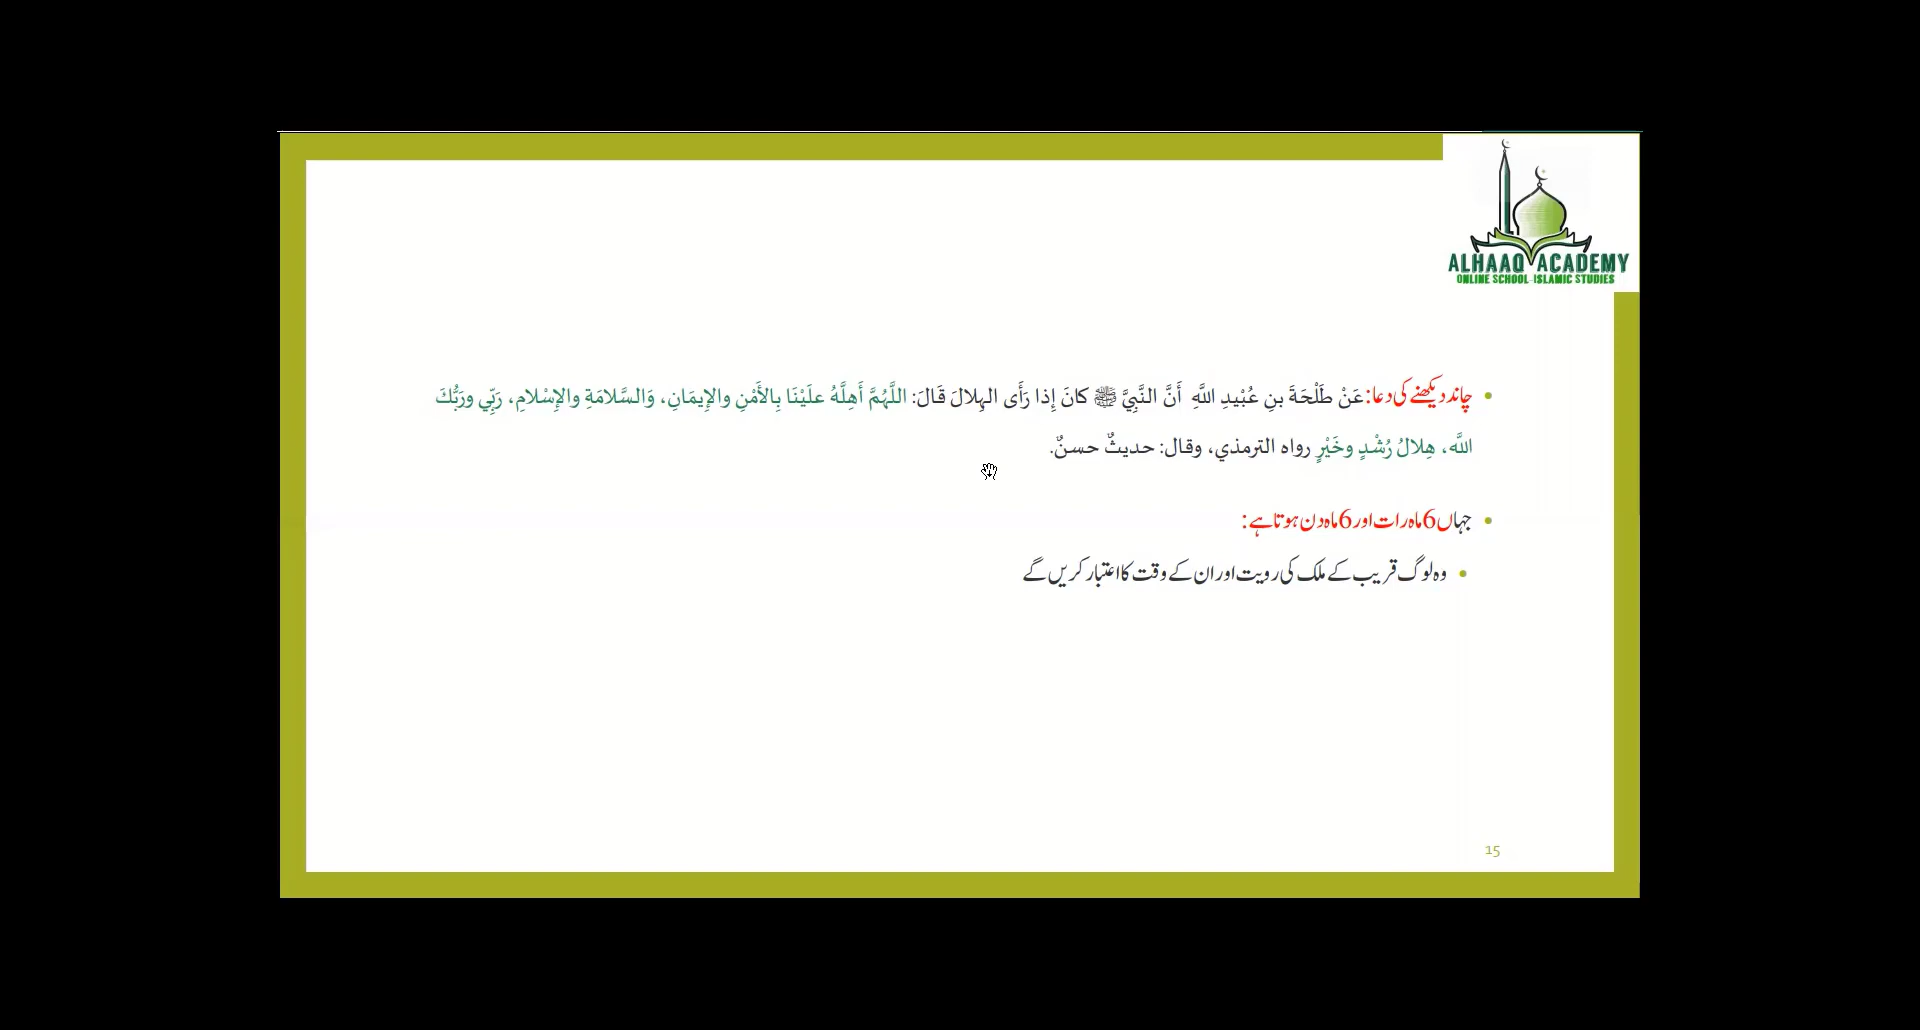 ALHAAQ ACADEMY
ONLINE SCHOOL ISLAMIC STUDIES
• چاند دیکھنے کی دعا: عَنْ طَلْحَةَ بنِ عُبْيدِ اللَّهِ أَنَّ النَّبِيَّ ﷺ كانَ إِذا رَأَى الهِلالَ قَالَ: اللَّهُمَّ أَهِلَّهُ علَيْنَا بِالأَمْنِ والإِيمَانِ، وَالسَّلامَةِ والإِسْلامِ، رَبِّي ورَبُّكَ
اللَّه، هِلالُ رُشْدٍ وخَيْرٍ رواه الترمذي، وقال: حديثٌ حسنٌ.
• جہاں 6 ماہ رات اور 6 ماہ دن ہوتا ہے:
• وہ لوگ قریب کے ملک کی رویت اور ان کے وقت کا اعتبار کریں گے
15